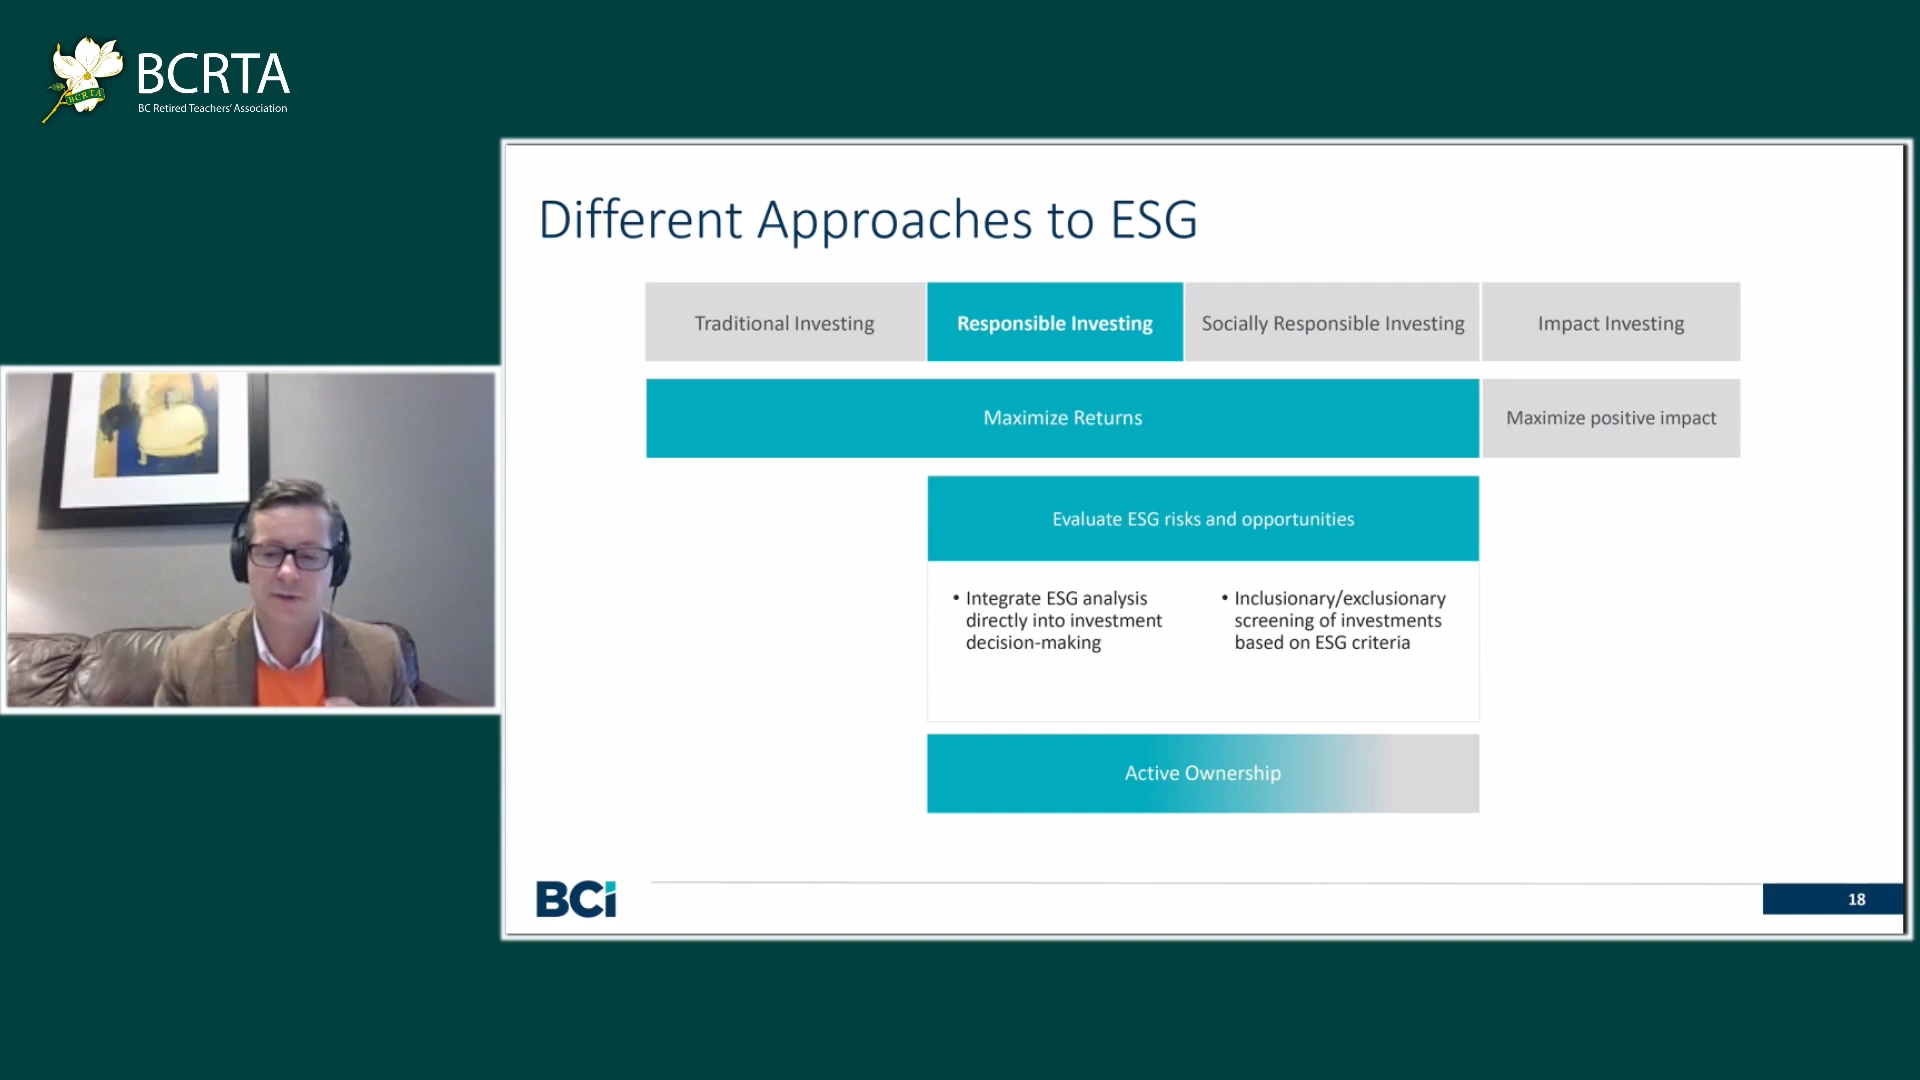 BCRTA
BC Retired Teachers' Association
BCRTA
Different Approaches to ESG
Traditional Investing
Responsible Investing
Socially Responsible Investing
Impact Investing
Maximize Returns
Maximize positive impact
Evaluate ESG risks and opportunities
• Integrate ESG analysis
directly into investment
decision-making
• Inclusionary/exclusionary
screening of investments
based on ESG criteria
Active Ownership
BCi
18